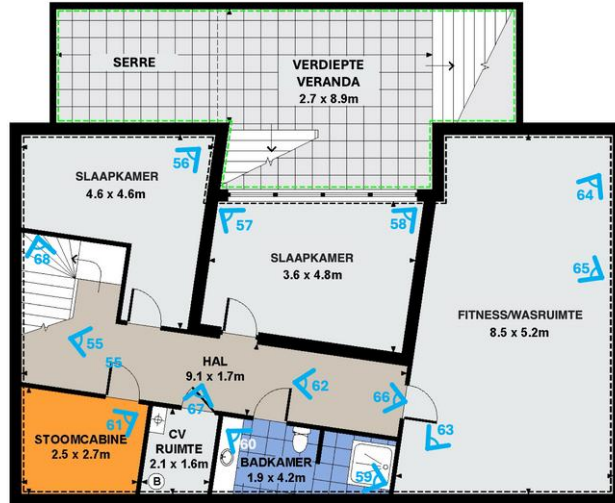 SERRE
VERDIEPTE
VERANDA
2.7 x 8.9m
56
SLAAPKAMER
4.6 x 4.6m
57
58
64
68
SLAAPKAMER
3.6 x 4.8m
65
FITNESS/WASRUIMTE
8.5 x 5.2m
55
55
HAL
9.1 x 1.7m
62
66
67
61
63
STOOMCABINE
2.5 x 2.7m
CV
RUIMTE
2.1 x 1.6m
B
60
BADKAMER
1.9 x 4.2m
59